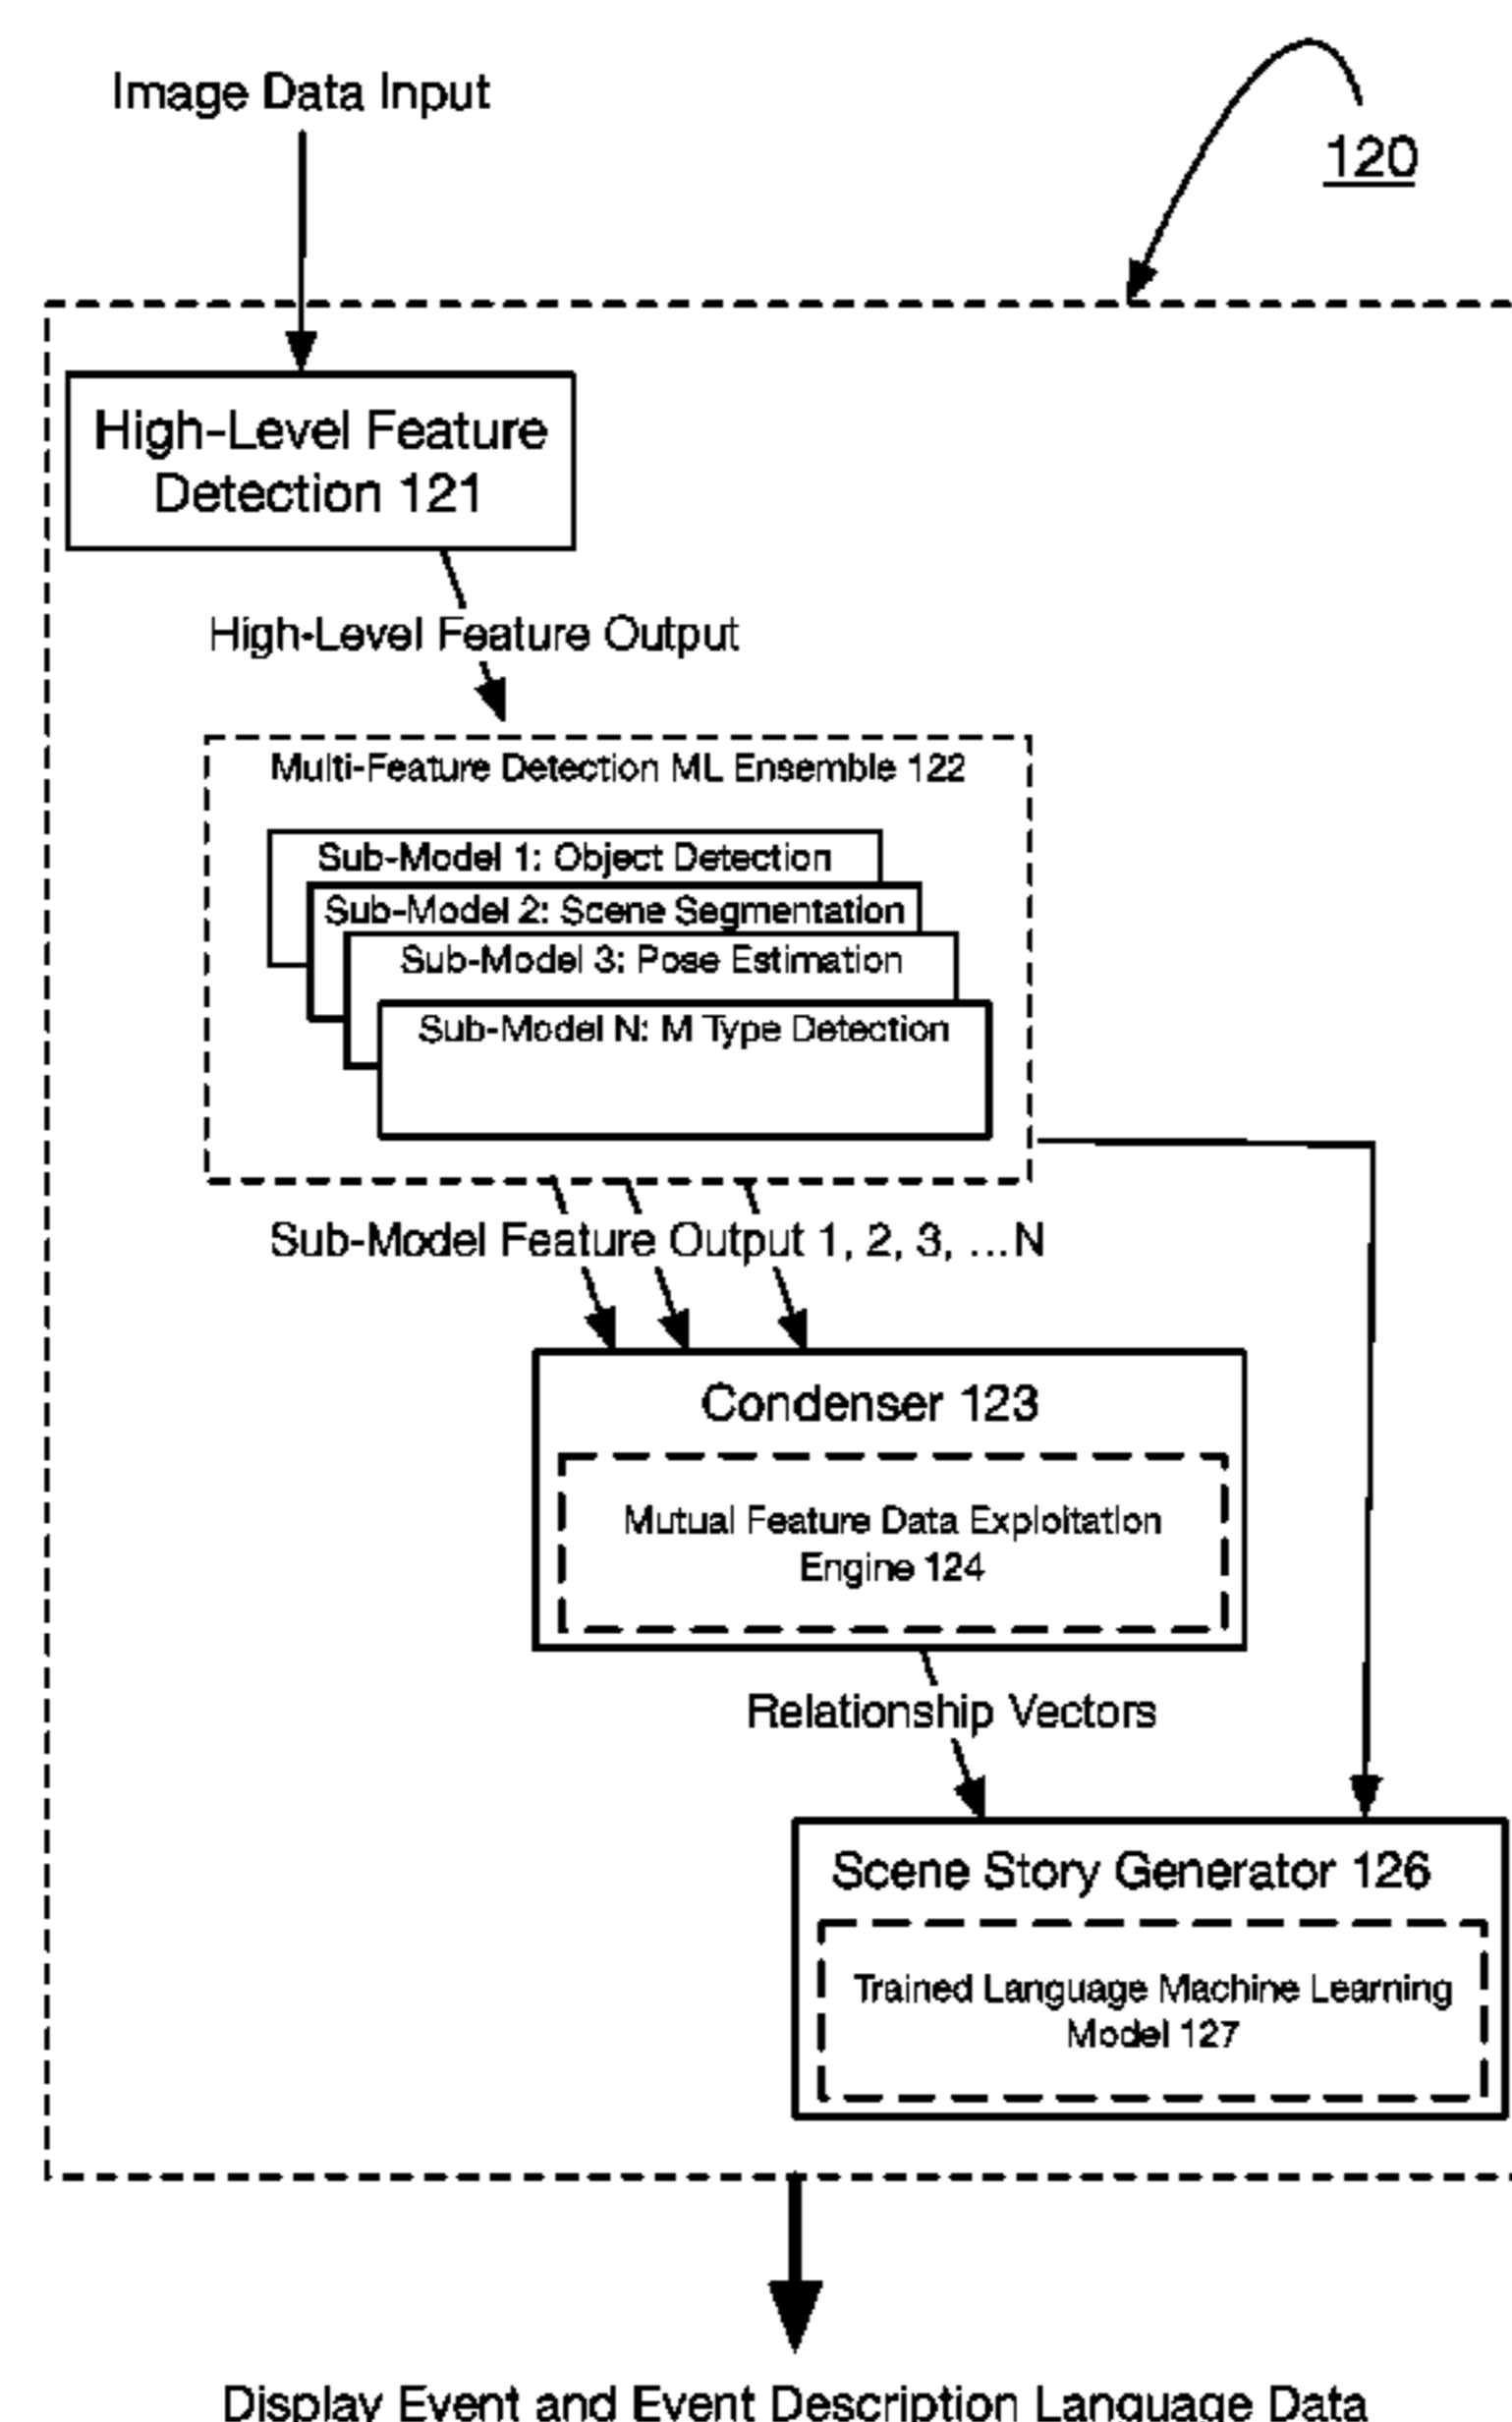 Image Data Input
120
High-Level Feature
Detection 121
High-Level Feature Output
Multi-Feature Detection ML Ensemble 122
Sub-Model 1: Object Detection
Sub-Model 2: Scene Segmentation
Sub-Model 3: Pose Estimation
Sub-Model N: M Type Detection
Sub-Model Feature Output 1, 2, 3, ...N
Condenser 123
Mutual Feature Data Exploitation
Engine 124
Relationship Vectors
Scene Story Generator 126
Trained Language Machine Learning
Model 127
Display Event and Event Description Language Data